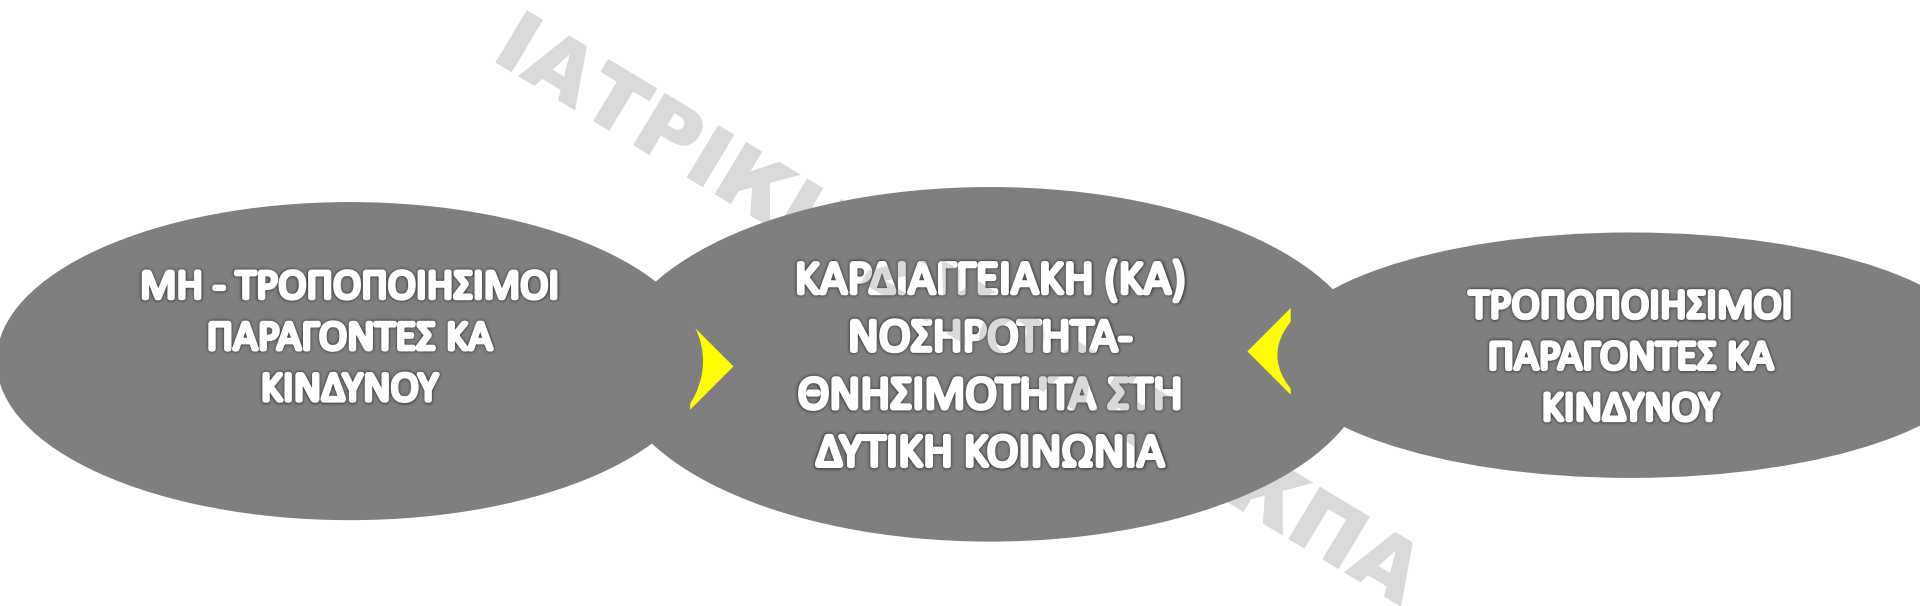 ΜΗ - ΤΡΟΠΟΠΟΙΗΣΙΜΟΙ
ΠΑΡΑΓΟΝΤΕΣ ΚΑ
ΚΙΝΔΥΝΟΥ
ΚΑΡΔΙΑΓΓΕΙΑΚΗ (ΚΑ)
ΝΟΣΗΡΟΤΗΤΑ-
ΘΝΗΣΙΜΟΤΗΤΑ ΣΤΗ
ΔΥΤΙΚΗ ΚΟΙΝΩΝΙΑ
ΤΡΟΠΟΠΟΙΗΣΙΜΟΙ
ΠΑΡΑΓΟΝΤΕΣ ΚΑ
ΚΙΝΔΥΝΟΥ